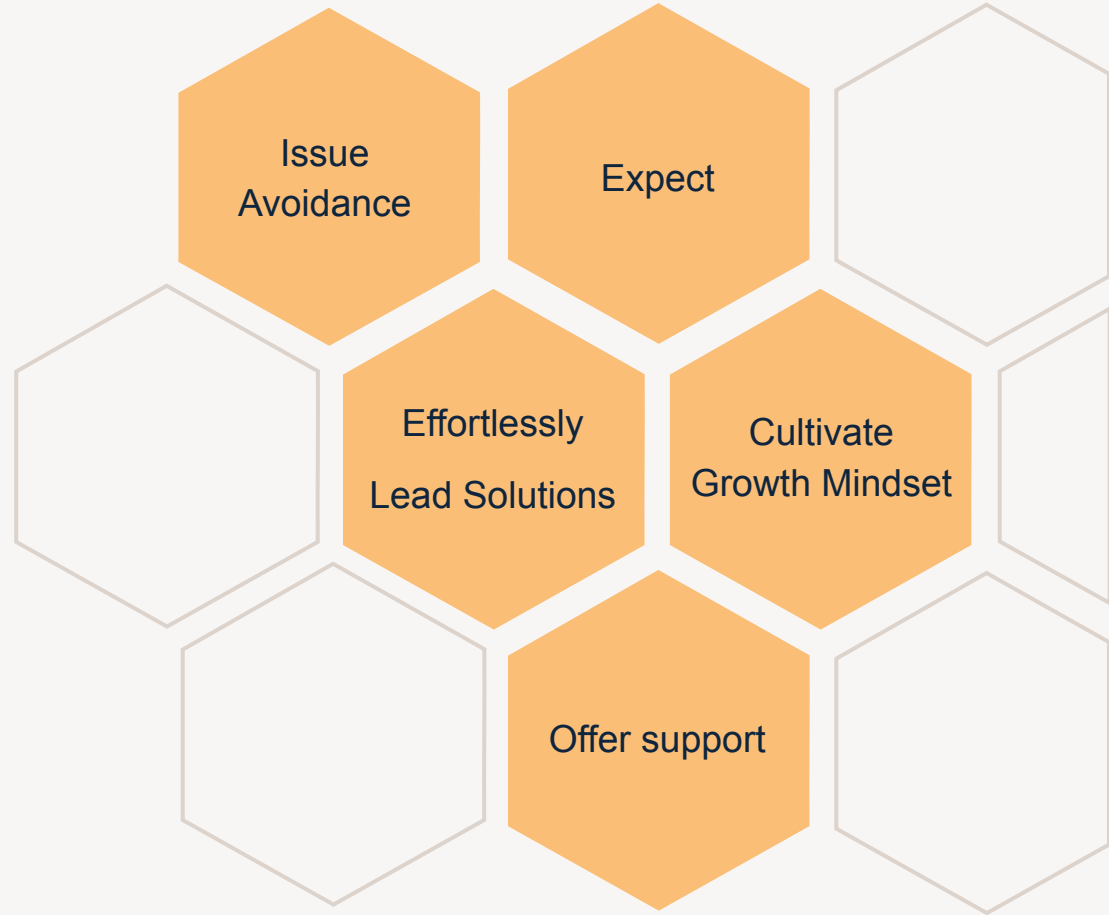 Issue
Avoidance
Expect
Effortlessly
Lead Solutions
Cultivate
Growth Mindset
Offer support